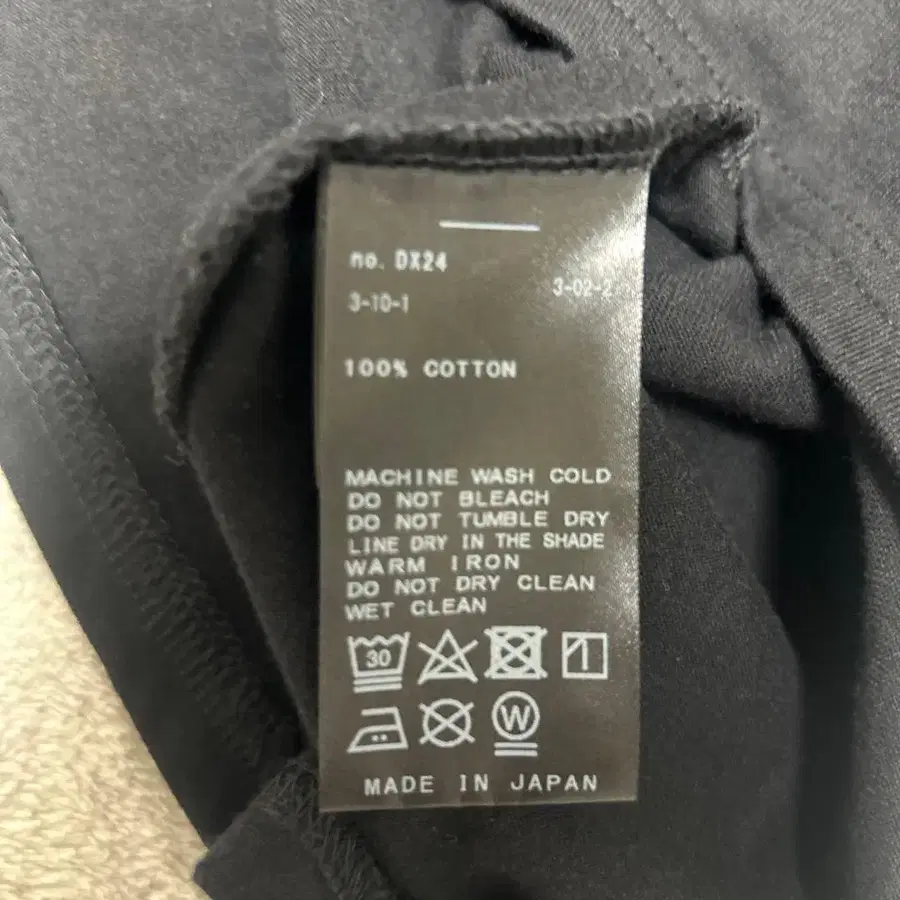 no. DX24
3-10-1 3-02-2
100% COTTON
MACHINE WASH COLD
DO NOT BLEACH
DO NOT TUMBLE DRY
LINE DRY IN THE SHADE
WARM IRON
DO NOT DRY CLEAN
WET CLEAN
30
W
MADE IN JAPAN